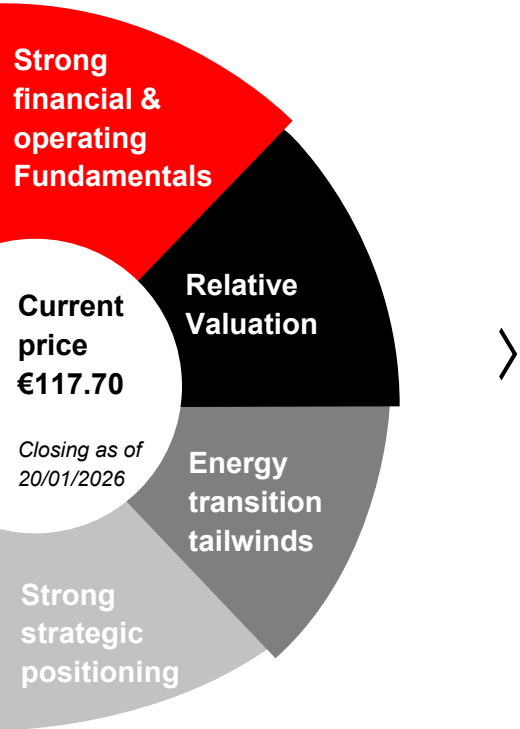 Strong
financial &
operating
Fundamentals
Relative
Valuation
Current
price
€117.70
Closing as of
20/01/2026
Energy
transition
tailwinds
Strong
strategic
positioning